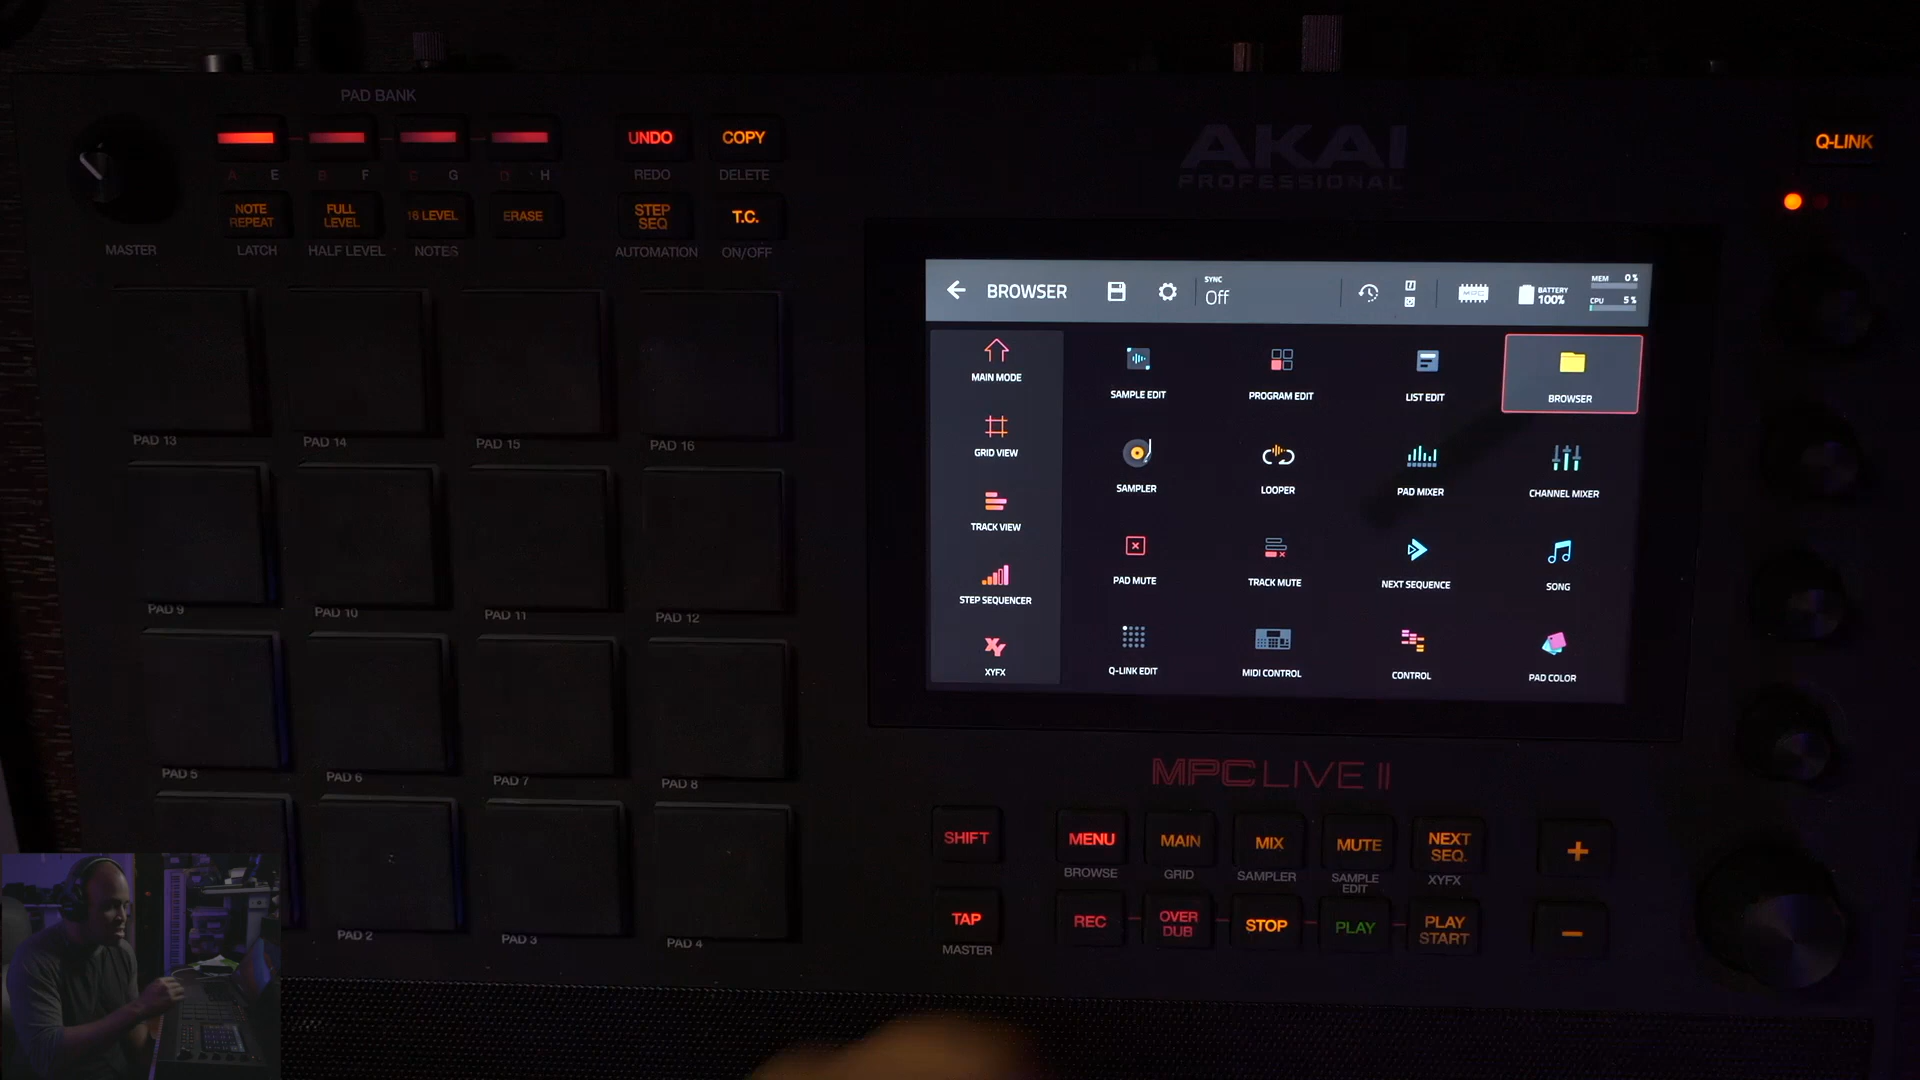 PAD BANK
UNDO
COPY
A E B F C G D H
REDO
DELETE
NOTE
REPEAT
FULL
LEVEL
16 LEVEL
ERASE
STEP
SEQ
T.C.
MASTER
LATCH
HALF LEVEL
NOTES
AUTOMATION
ON/OFF
PAD 13
PAD 14
PAD 15
PAD 16
PAD 9
PAD 10
PAD 11
PAD 12
PAD 5
PAD 6
PAD 7
PAD 8
PAD 2
PAD 3
PAD 4
AKAI
PROFESSIONAL
Q-LINK
BROWSER
SYNC
Off
MPC
BATTERY
100%
MEM 0%
CPU 5%
MAIN MODE
SAMPLE EDIT
PROGRAM EDIT
LIST EDIT
BROWSER
GRID VIEW
SAMPLER
LOOPER
PAD MIXER
CHANNEL MIXER
TRACK VIEW
PAD MUTE
TRACK MUTE
NEXT SEQUENCE
SONG
STEP SEQUENCER
XY
XYFX
Q-LINK EDIT
MIDI CONTROL
CONTROL
PAD COLOR
MPC LIVE II
SHIFT
MENU
MAIN
MIX
MUTE
NEXT
SEQ.
+
BROWSE
GRID
SAMPLER
SAMPLE
EDIT
XYFX
TAP
REC
OVER
DUB
STOP
PLAY
PLAY
START
−
MASTER